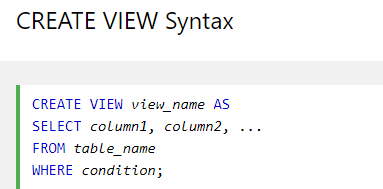 CREATE VIEW Syntax
CREATE VIEW view_name AS
SELECT column1, column2, ...
FROM table_name
WHERE condition;